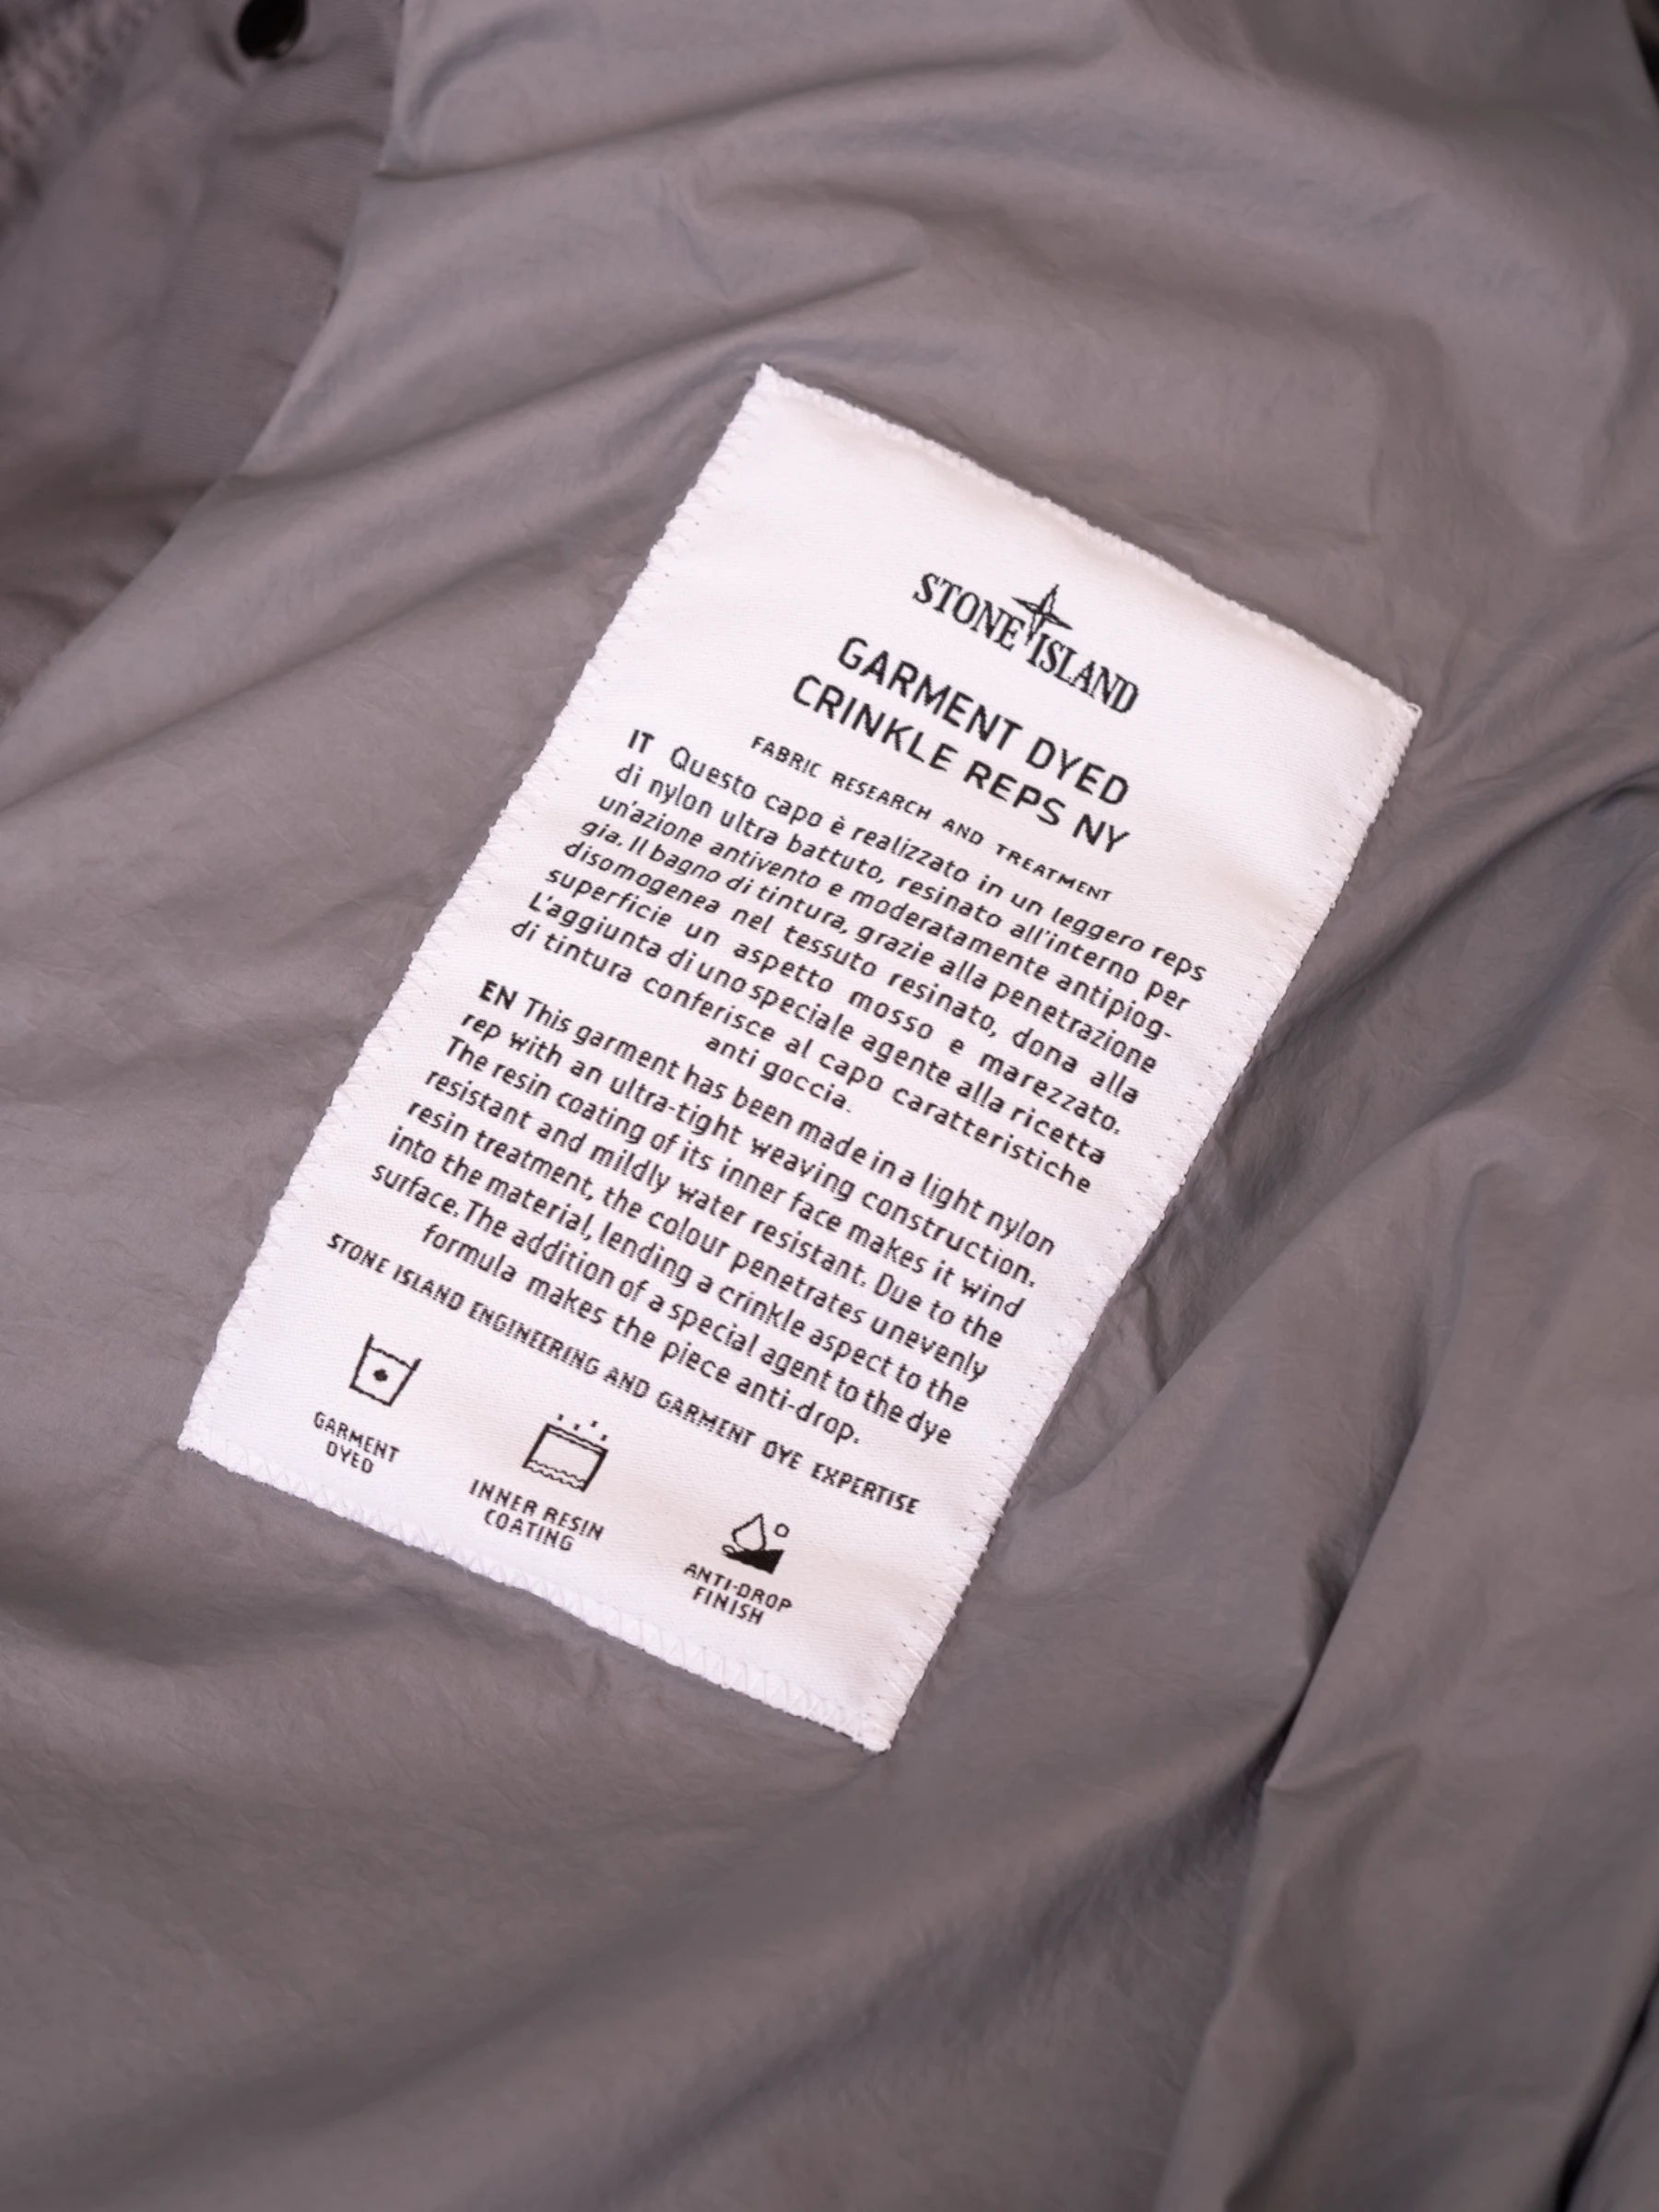 STONE ISLAND
GARMENT DYED
CRINKLE REPS NY
FABRIC RESEARCH AND TREATMENT
IT Questo capo è realizzato in un leggero reps
di nylon ultra battuto, resinato all'interno per
un'azione antivento e moderatamente antipiog-
gia. Il bagno di tintura, grazie alla penetrazione
disomogenea nel tessuto resinato, dona alla
superficie un aspetto mosso e marezzato.
L'aggiunta di uno speciale agente alla ricetta
di tintura conferisce al capo caratteristiche
anti goccia.
EN This garment has been made in a light nylon
rep with an ultra-tight weaving construction.
The resin coating of its inner face makes it wind
resistant and mildly water resistant. Due to the
resin treatment, the colour penetrates unevenly
into the material, lending a crinkle aspect to the
surface. The addition of a special agent to the dye
formula makes the piece anti-drop.
STONE ISLAND ENGINEERING AND GARMENT DYE EXPERTISE
GARMENT
DYED
INNER RESIN
COATING
ANTI-DROP
FINISH